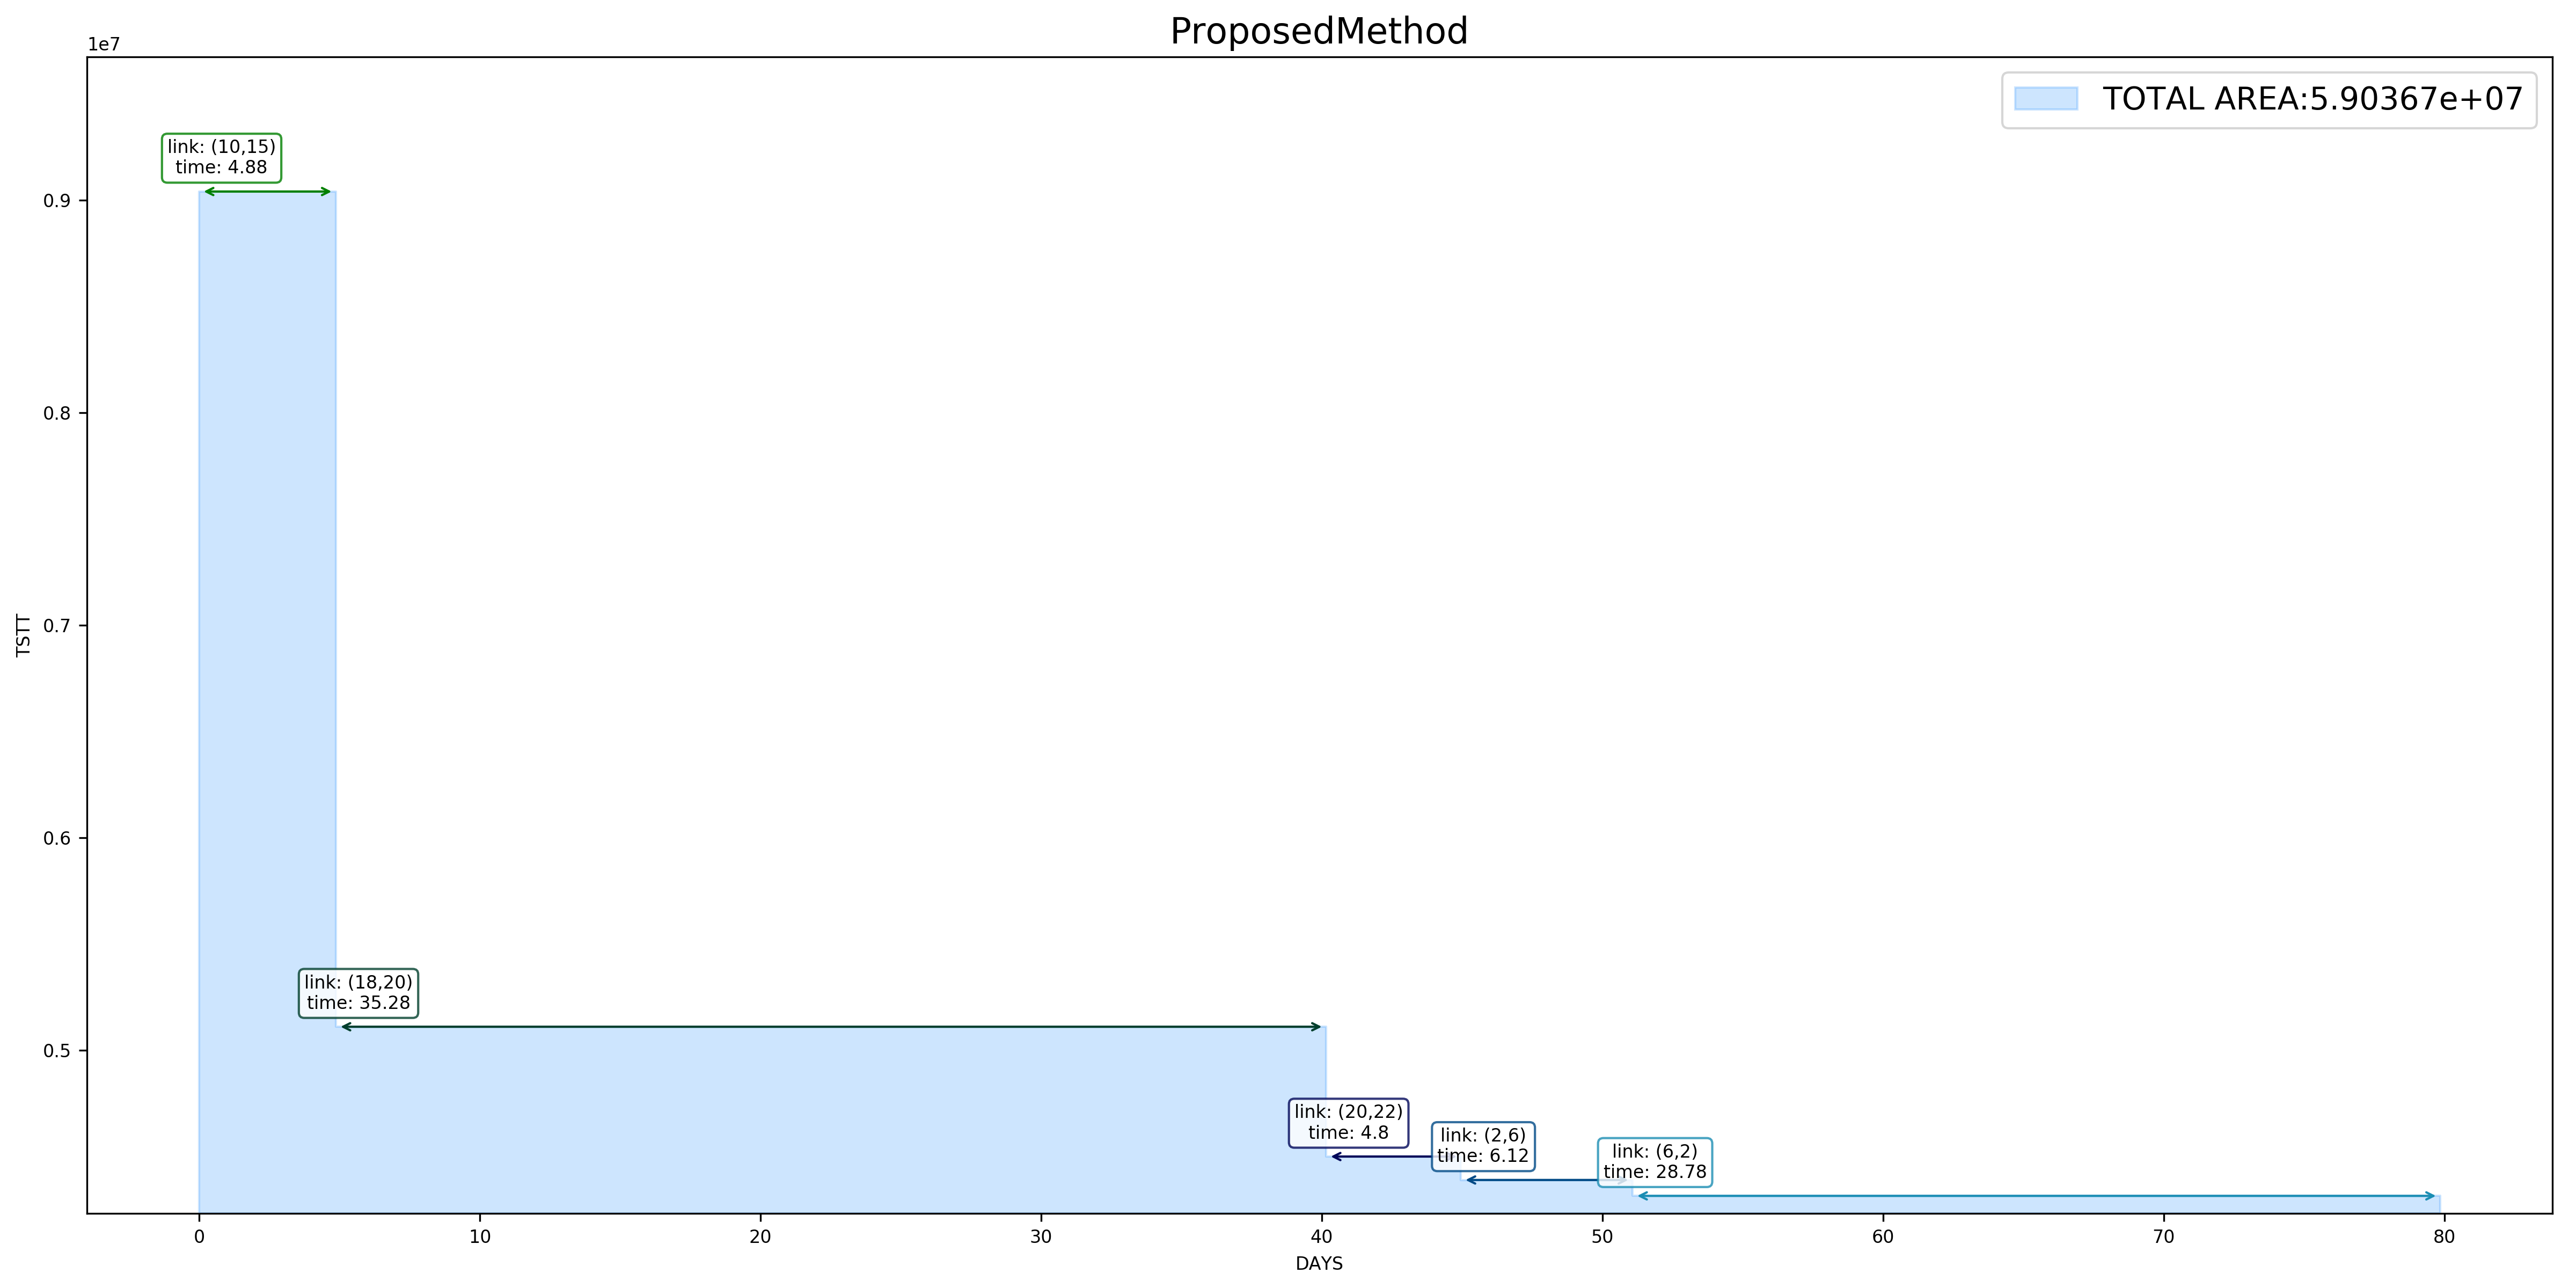 ProposedMethod
1e7
TOTAL AREA:5.90367e+07
link: (10,15)
time: 4.88
0.9
0.8
0.7
TSTT
0.6
link: (18,20)
time: 35.28
0.5
link: (20,22)
time: 4.8
link: (2,6)
time: 6.12
link: (6,2)
time: 28.78
0
10
20
30
40
50
60
70
80
DAYS